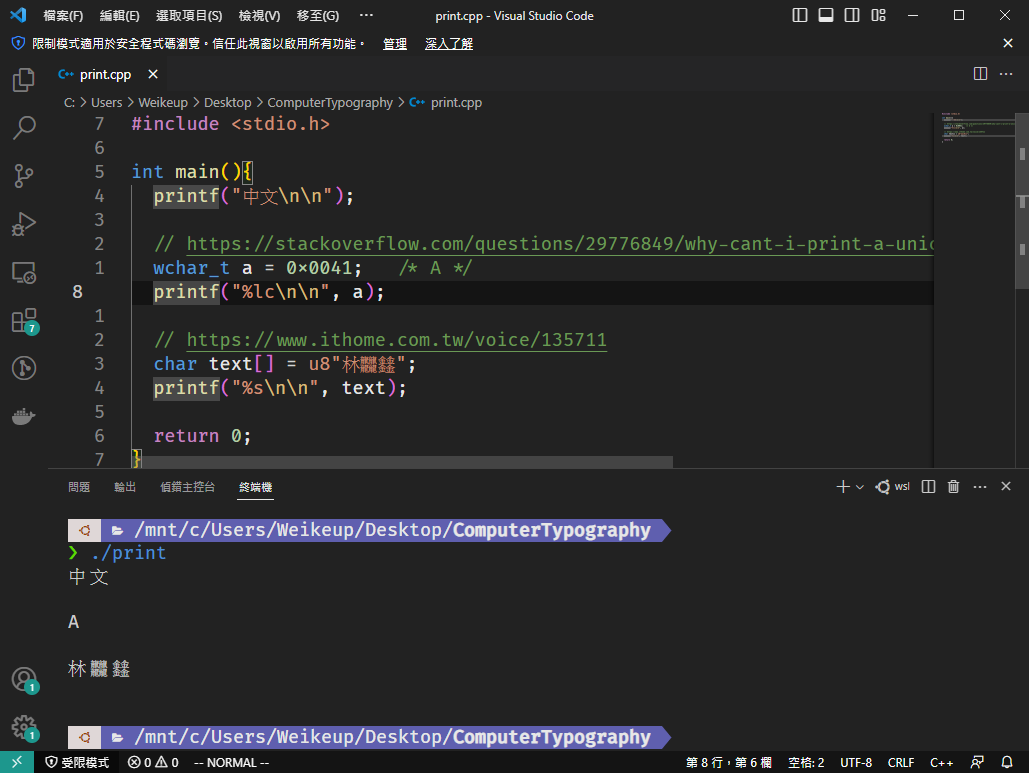 檔案(F) 編輯(E) 選取項目(S) 檢視(V) 移至(G) ··· print.cpp - Visual Studio Code
限制模式適用於安全程式碼瀏覽。信任此視窗以啟用所有功能。 管理 深入了解
C++ print.cpp
C: > Users > Weikeup > Desktop > ComputerTypography > C++ print.cpp
7 #include <stdio.h>
6
5 int main(){
4 printf("中文\n\n");
3
2 // https://stackoverflow.com/questions/29776849/why-cant-i-print-a-unic
1 wchar_t a = 0x0041; /* A */
8 printf("%lc\n\n", a);
1
2 // https://www.ithome.com.tw/voice/135711
3 char text[] = u8"林鑫";
4 printf("%s\n\n", text);
5
6 return 0;
7 }
7
問題 輸出 偵錯主控台 終端機 wsl
/mnt/c/Users/Weikeup/Desktop/ComputerTypography
❯ ./print
中文
A
林鑫
/mnt/c/Users/Weikeup/Desktop/ComputerTypography
1
1
受限模式 0 0 -- NORMAL -- 第 8 行，第 6 欄 空格: 2 UTF-8 CRLF C++